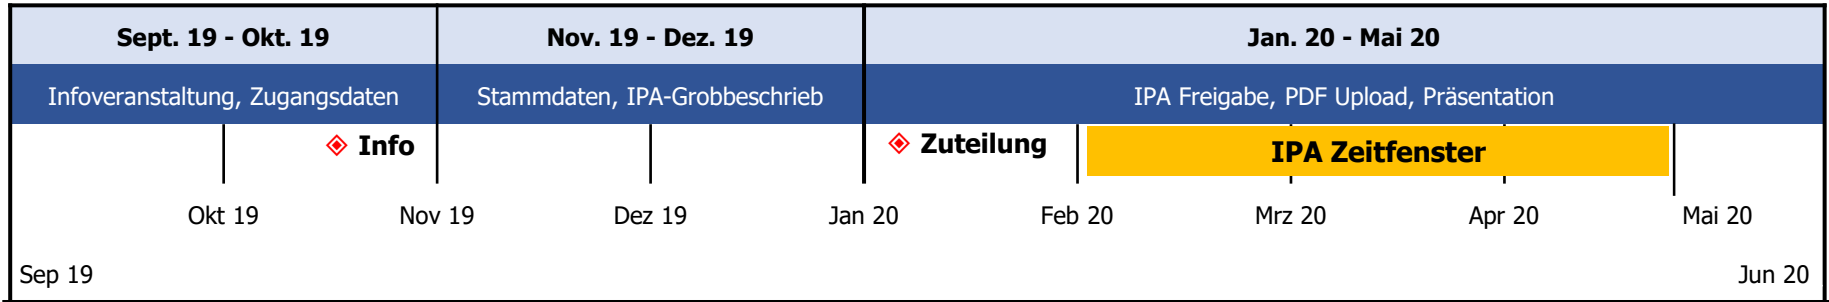 Sept. 19 - Okt. 19 Nov. 19 - Dez. 19 Jan. 20 - Mai 20
Infoveranstaltung, Zugangsdaten Stammdaten, IPA-Grobbeschrieb IPA Freigabe, PDF Upload, Präsentation
Info Zuteilung IPA Zeitfenster
Okt 19 Nov 19 Dez 19 Jan 20 Feb 20 Mrz 20 Apr 20 Mai 20
Sep 19 Jun 20